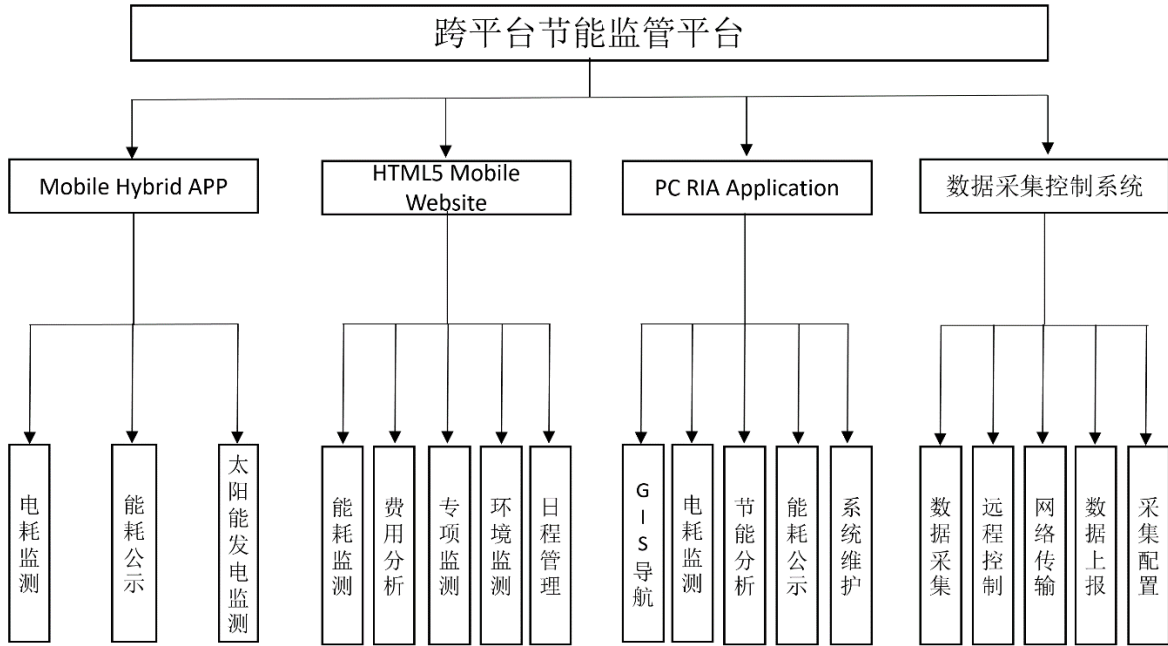 跨平台节能监管平台
Mobile Hybrid APP
HTML5 Mobile
Website
PC RIA Application
数据采集控制系统
电耗监测
能耗公示
太阳能发电监测
能耗监测
费用分析
专项监测
环境监测
日程管理
GIS导航
电耗监测
节能分析
能耗公示
系统维护
数据采集
远程控制
网络传输
数据上报
采集配置